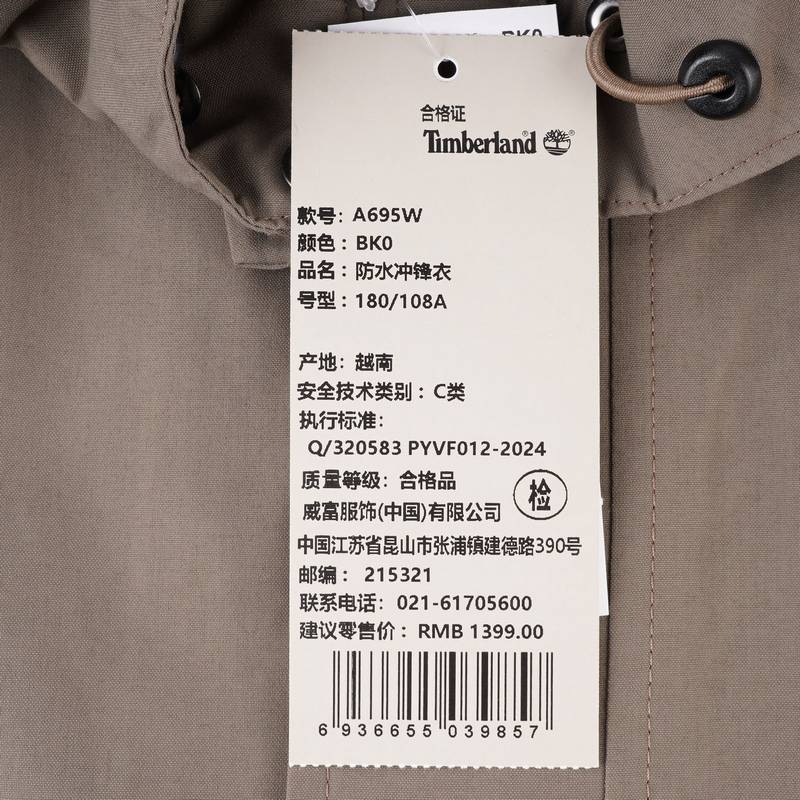 BK0
合格证
Timberland
款号: A695W
颜色: BK0
品名: 防水冲锋衣
号型: 180/108A
产地: 越南
安全技术类别: C类
执行标准:
Q/320583 PYVF012-2024
质量等级: 合格品
检
威富服饰(中国)有限公司
中国江苏省昆山市张浦镇建德路390号
邮编: 215321
联系电话: 021-61705600
建议零售价: RMB 1399.00
6 936655 039857